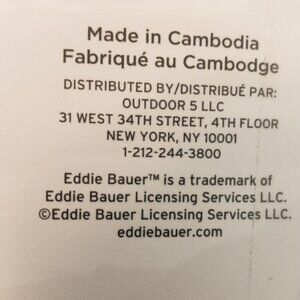 Made in Cambodia
Fabriqué au Cambodge
DISTRIBUTED BY/DISTRIBUÉ PAR:
OUTDOOR 5 LLC
31 WEST 34TH STREET, 4TH FLOOR
NEW YORK, NY 10001
1-212-244-3800
Eddie Bauer™ is a trademark of
Eddie Bauer Licensing Services LLC.
©Eddie Bauer Licensing Services LLC.
eddiebauer.com